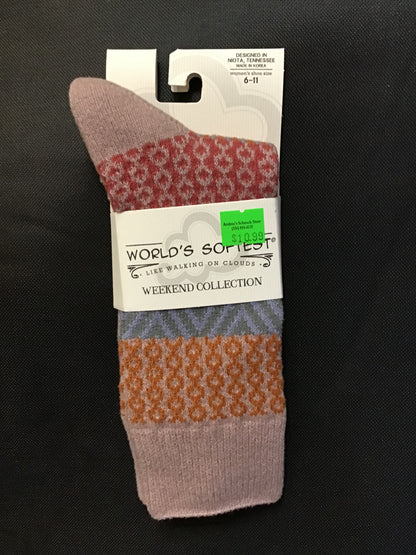 DESIGNED IN
NIOTA, TENNESSEE
MADE IN KOREA
women's shoe size
6-11
$10.99
WORLD'S SOFTEST®
LIKE WALKING ON CLOUDS
WEEKEND COLLECTION